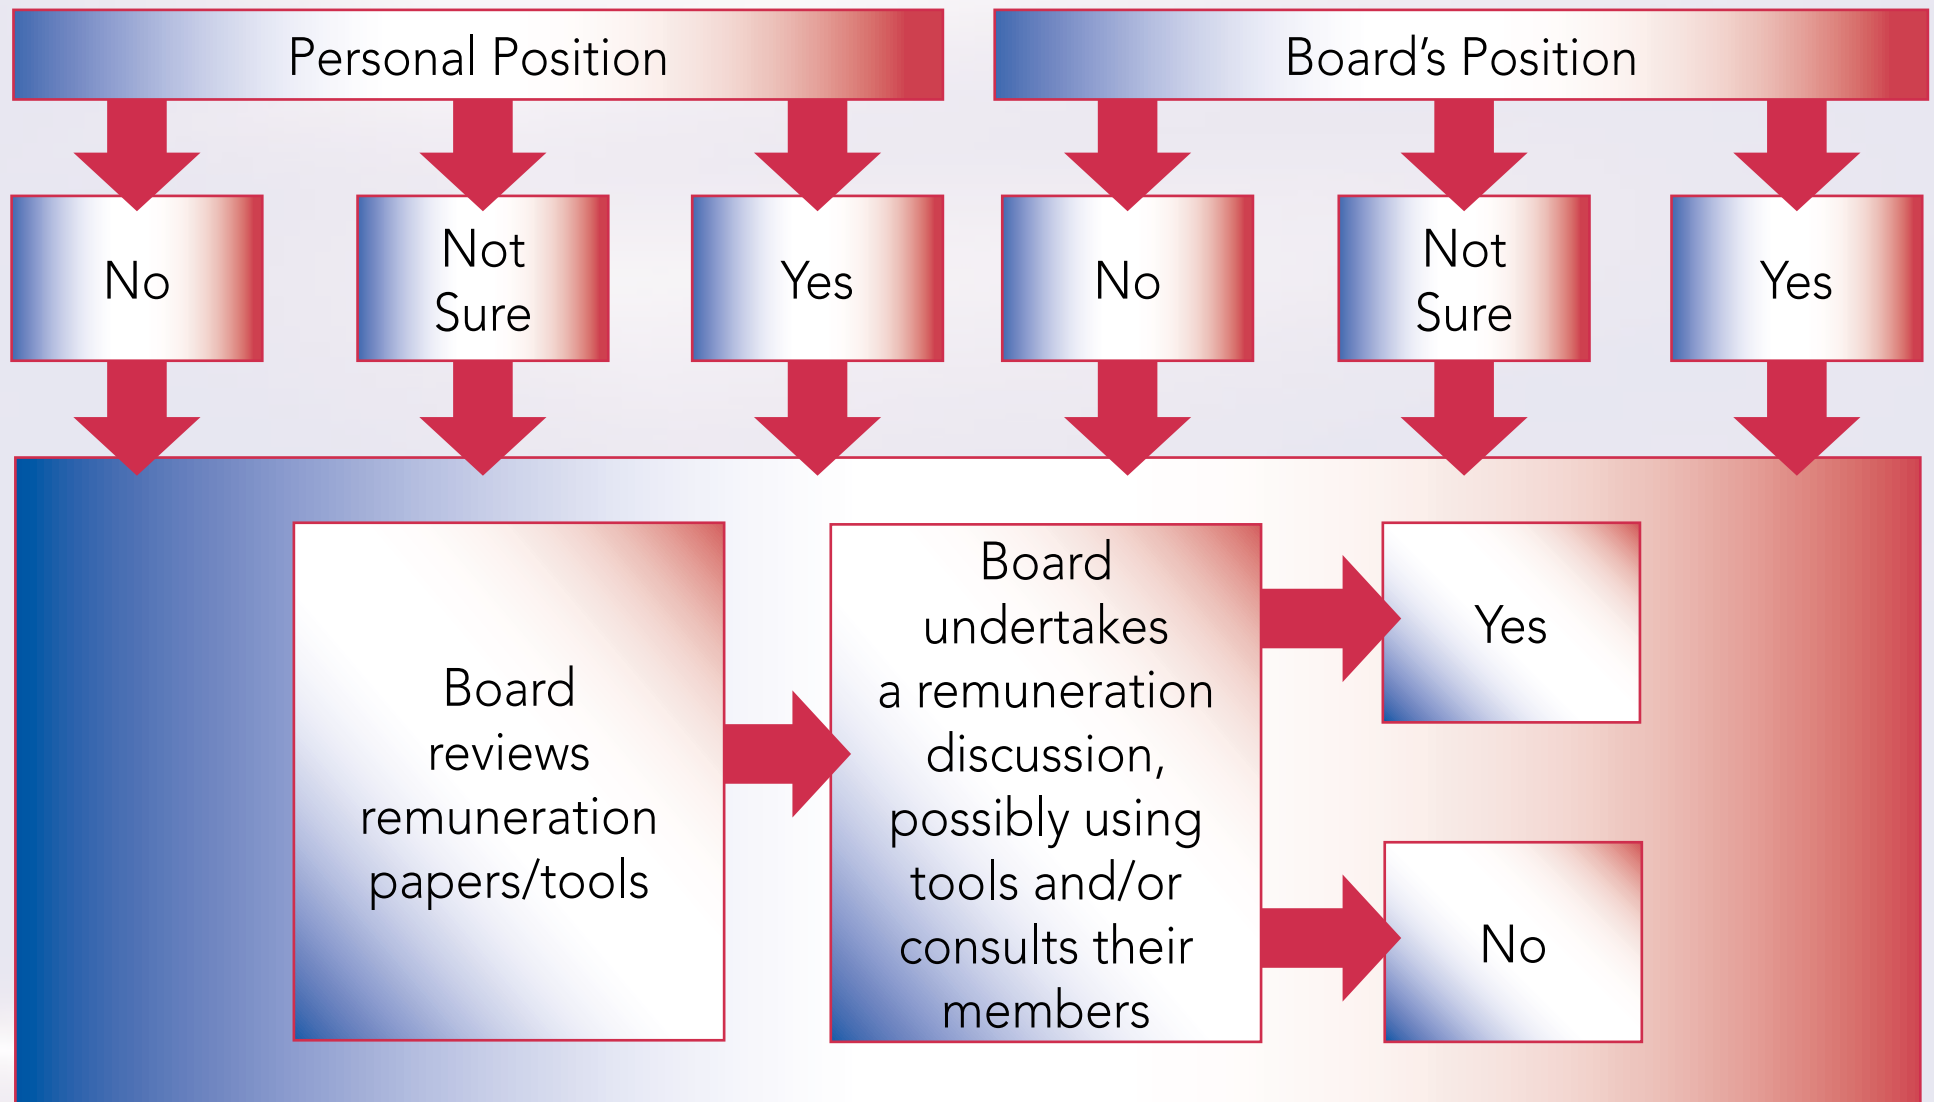 Personal Position
Board's Position
No
Not
Sure
Yes
No
Not
Sure
Yes
Board
reviews
remuneration
papers/tools
Board
undertakes
a remuneration
discussion,
possibly using
tools and/or
consults their
members
Yes
No